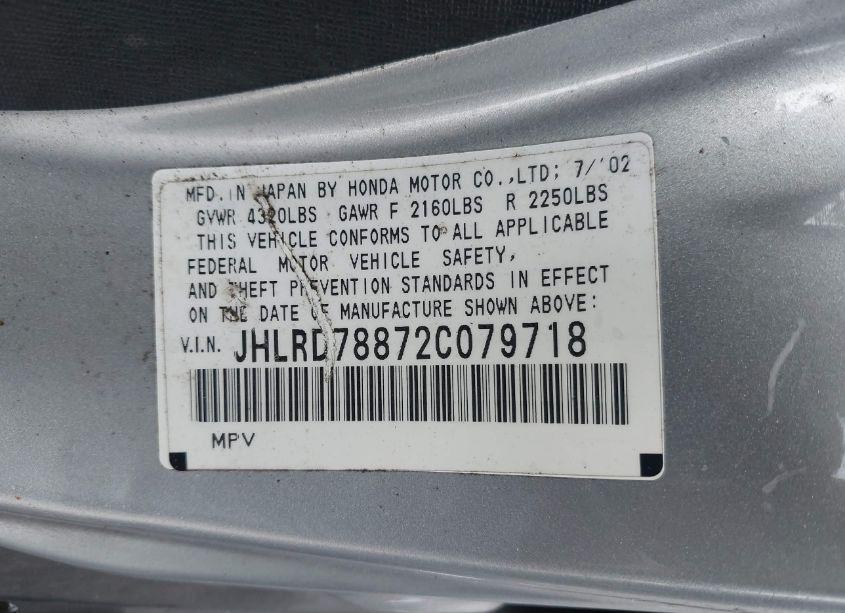 MFD. IN JAPAN BY HONDA MOTOR CO.,LTD; 7/'02
GVWR 4320LBS GAWR F 2160LBS R 2250LBS
THIS VEHICLE CONFORMS TO ALL APPLICABLE
FEDERAL MOTOR VEHICLE SAFETY,
AND THEFT PREVENTION STANDARDS IN EFFECT
ON THE DATE OF MANUFACTURE SHOWN ABOVE:
V.I.N. JHLRD78872C079718
MPV